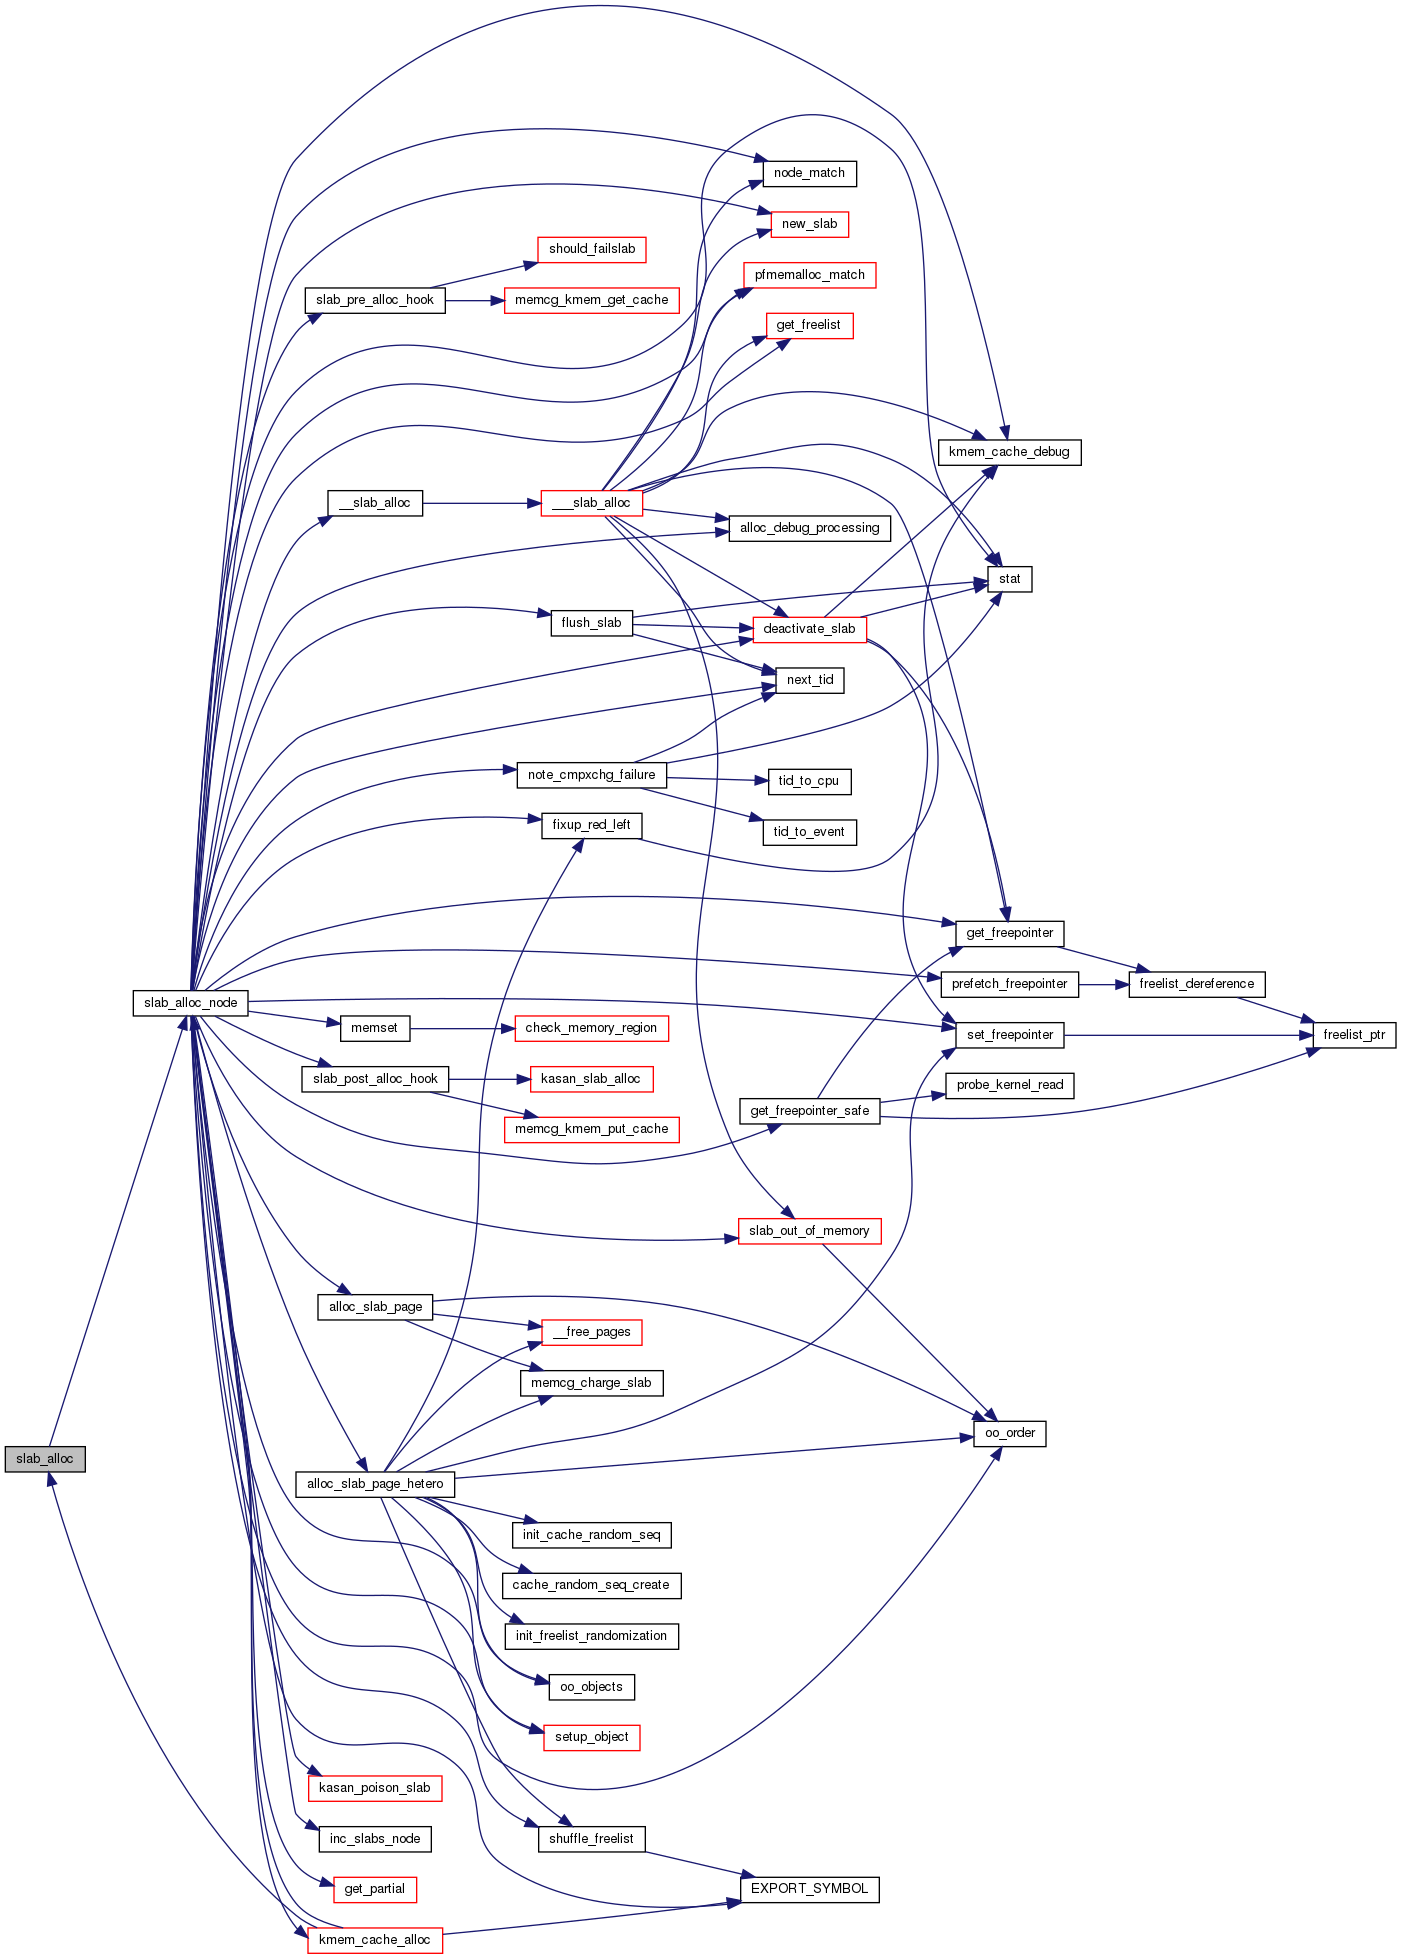 node_match
new_slab
should_failslab
pfmemalloc_match
slab_pre_alloc_hook
memcg_kmem_get_cache
get_freelist
kmem_cache_debug
__slab_alloc
___slab_alloc
alloc_debug_processing
stat
flush_slab
deactivate_slab
next_tid
note_cmpxchg_failure
tid_to_cpu
fixup_red_left
tid_to_event
get_freepointer
prefetch_freepointer
freelist_dereference
slab_alloc_node
memset
check_memory_region
set_freepointer
freelist_ptr
slab_post_alloc_hook
kasan_slab_alloc
probe_kernel_read
get_freepointer_safe
memcg_kmem_put_cache
slab_out_of_memory
alloc_slab_page
__free_pages
memcg_charge_slab
oo_order
slab_alloc
alloc_slab_page_hetero
init_cache_random_seq
cache_random_seq_create
init_freelist_randomization
oo_objects
setup_object
kasan_poison_slab
inc_slabs_node
shuffle_freelist
get_partial
EXPORT_SYMBOL
kmem_cache_alloc